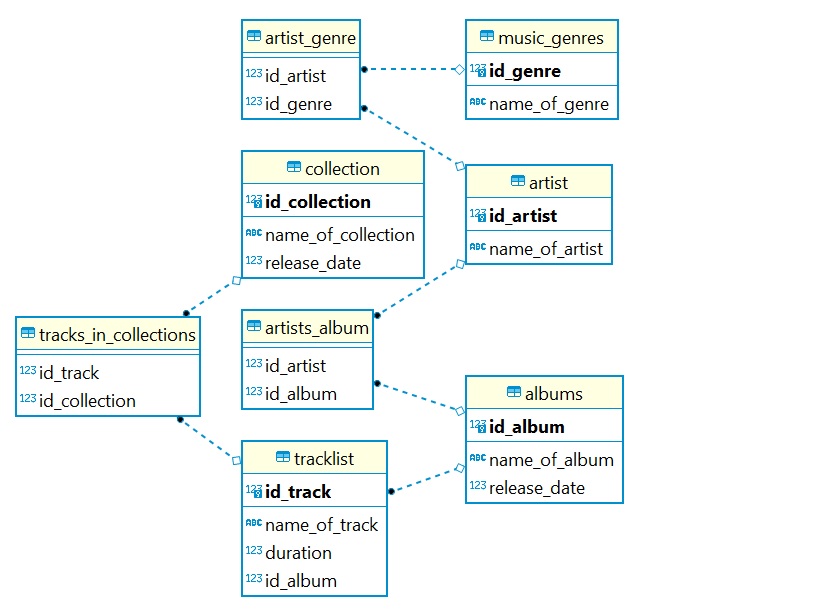 artist_genre
123 id_artist
123 id_genre
music_genres
123 id_genre
ABC name_of_genre
collection
123 id_collection
ABC name_of_collection
123 release_date
artist
123 id_artist
ABC name_of_artist
tracks_in_collections
123 id_track
123 id_collection
artists_album
123 id_artist
123 id_album
albums
123 id_album
ABC name_of_album
123 release_date
tracklist
123 id_track
ABC name_of_track
123 duration
123 id_album